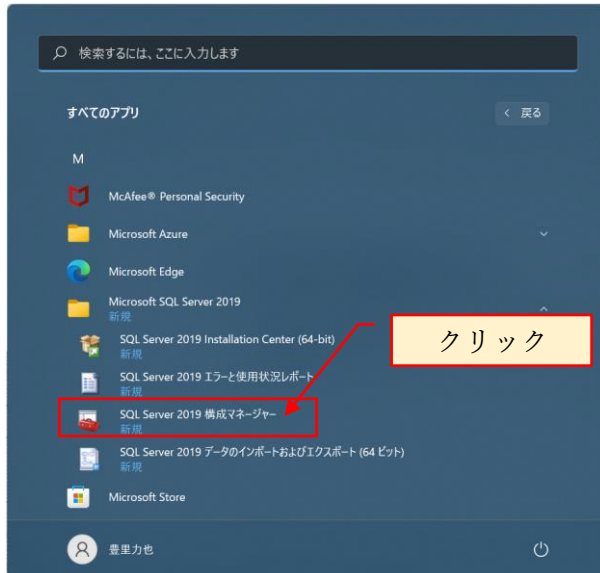 検索するには、ここに入力します
すべてのアプリ
< 戻る
M
McAfee® Personal Security
Microsoft Azure
Microsoft Edge
Microsoft SQL Server 2019
新規
クリック
SQL Server 2019 Installation Center (64-bit)
新規
SQL Server 2019 エラーと使用状況レポート
新規
SQL Server 2019 構成マネージャー
新規
SQL Server 2019 データのインポートおよびエクスポート (64 ビット)
新規
Microsoft Store
豊里力也